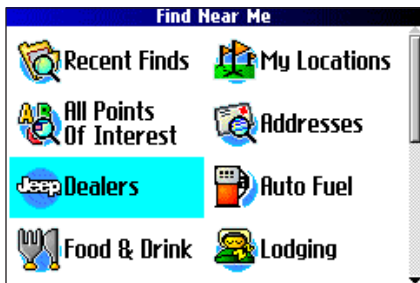 Find Near Me
Recent Finds
My Locations
All Points
Of Interest
Addresses
Jeep Dealers
Auto Fuel
Food & Drink
Lodging